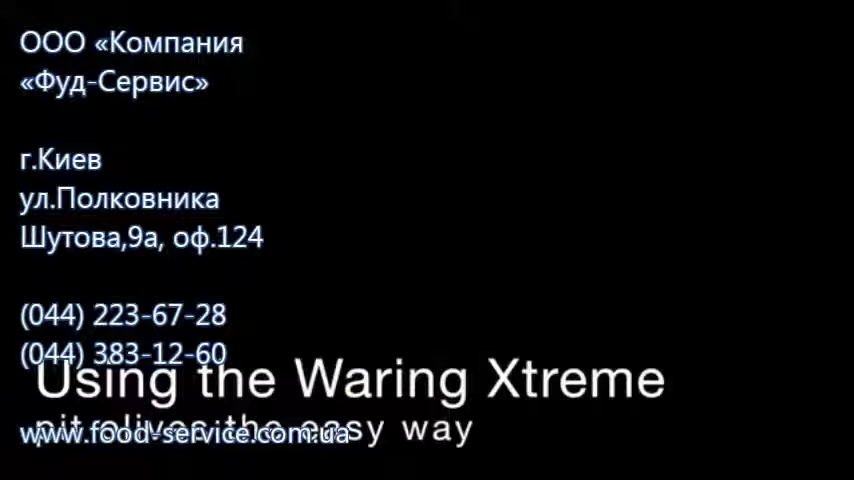 ООО «Компания
«Фуд-Сервис»
г.Киев
ул.Полковника
Шутова,9а, оф.124
(044) 223-67-28
(044) 383-12-60
Using the Waring Xtreme
pit olives the easy way
www.food-service.com.ua